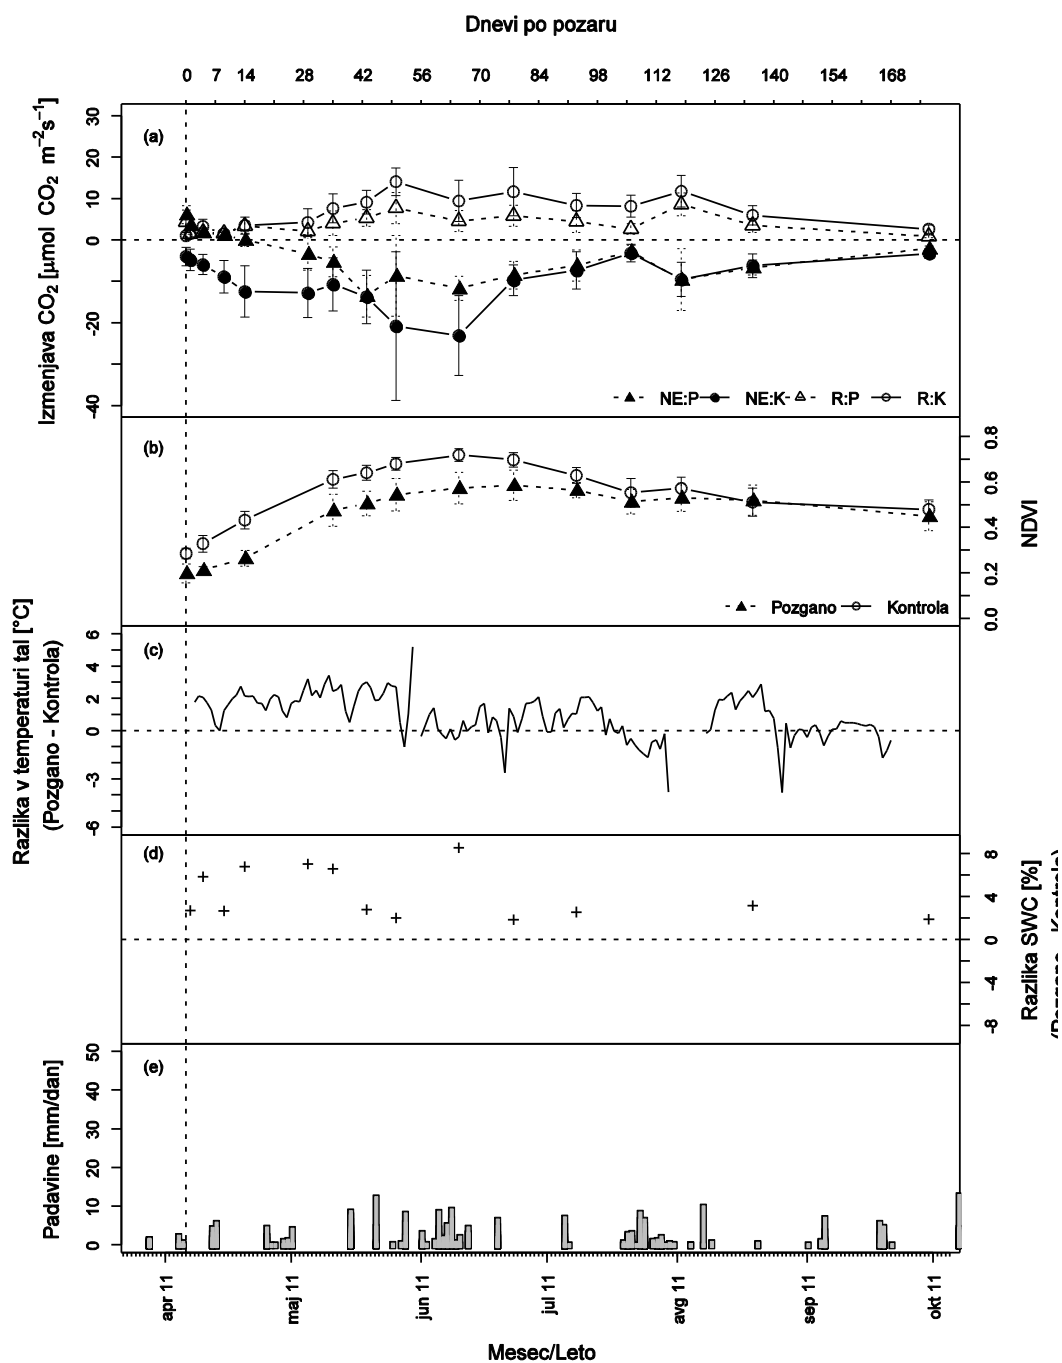 Dnevi po pozaru
0 7 14 28 42 56 70 84 98 112 126 140 154 168
Izmenjava CO2 [μmol CO2 m−2s−1]
30
20
10
0
−20
−40
(a)
NE:P NE:K R:P R:K
(b)
NDVI
0.8
0.6
0.4
0.2
0.0
Pozgano Kontrola
Razlika v temperaturi tal [°C]
(Pozgano - Kontrola)
6
4
2
0
-3
-6
(c)
(d)
Razlika SWC [%]
(Pozgano - Kontrola)
8
4
0
-4
-8
Padavine [mm/dan]
50
40
30
20
10
0
(e)
apr 11 maj 11 jun 11 jul 11 avg 11 sep 11 okt 11
Mesec/Leto